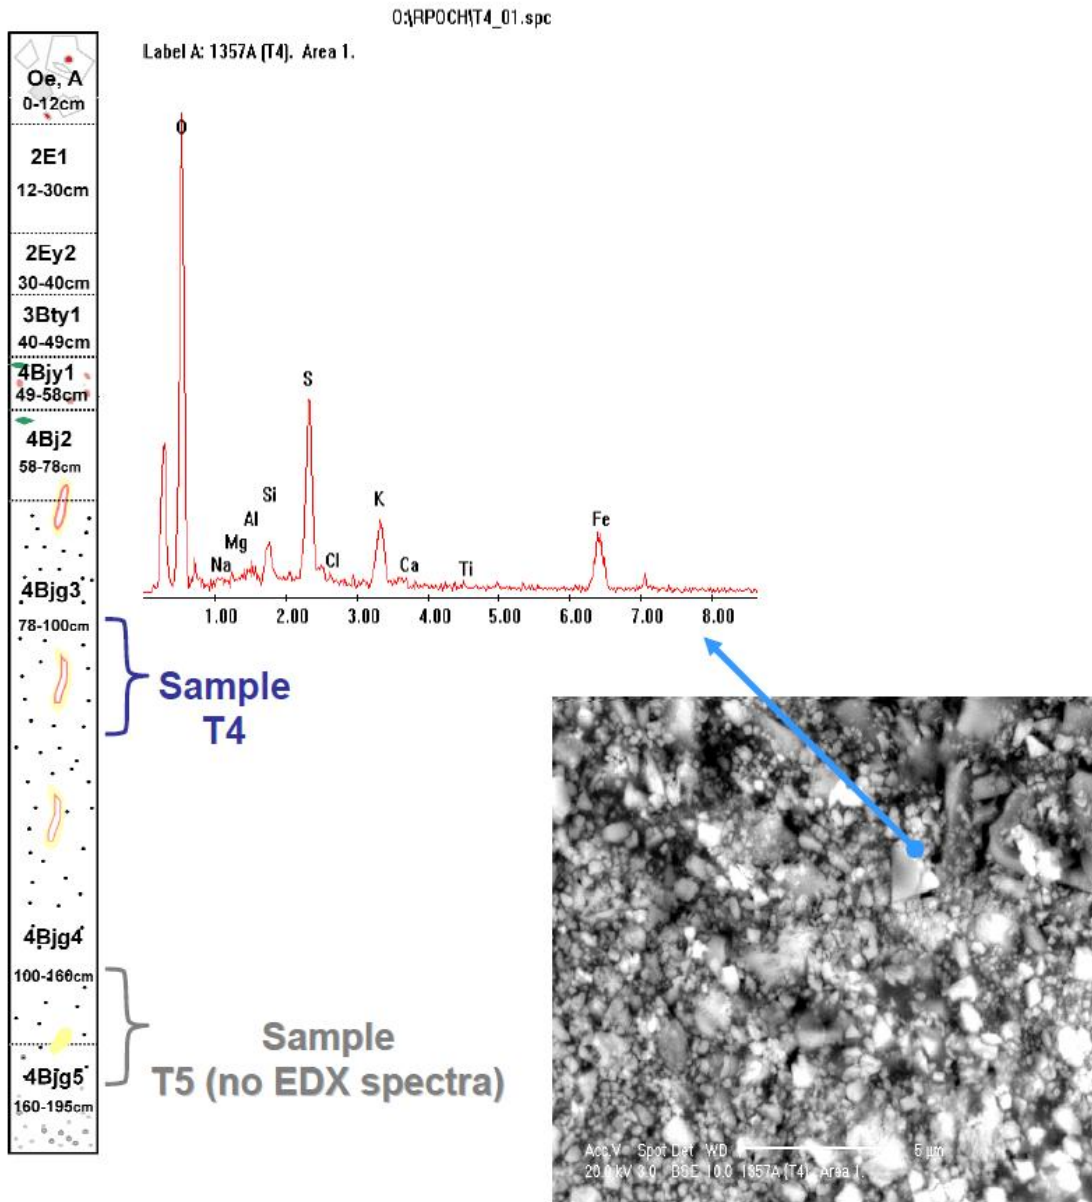 O:\RPOCH\T4_01.spc
Label A: 1357A (T4). Area 1.
Oe, A
0-12cm
2E1
12-30cm
2Ey2
30-40cm
3Bty1
40-49cm
4Bjy1
49-58cm
4Bj2
58-78cm
4Bjg3
78-100cm
4Bjg4
100-160cm
4Bjg5
160-195cm
O
Na
Mg
Al
Si
S
Cl
K
Ca
Ti
Fe
1.00 2.00 3.00 4.00 5.00 6.00 7.00 8.00
Sample
T4
Sample
T5 (no EDX spectra)
Acc.V Spot Det WD 5 µm
20.0 kV 3.0 BSE 10.0 1357A (T4). Area 1.